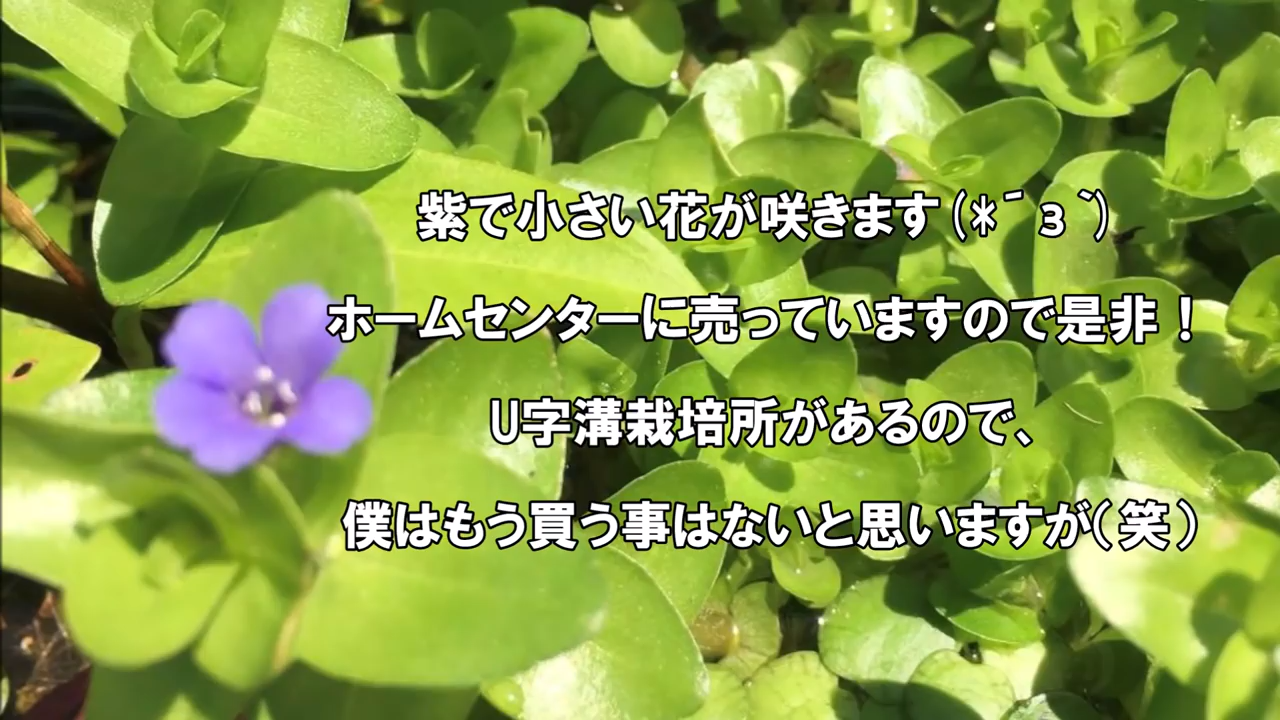 紫で小さい花が咲きます(*´з`)
ホームセンターに売っていますので是非！
U字溝栽培所があるので、
僕はもう買う事はないと思いますが（笑）